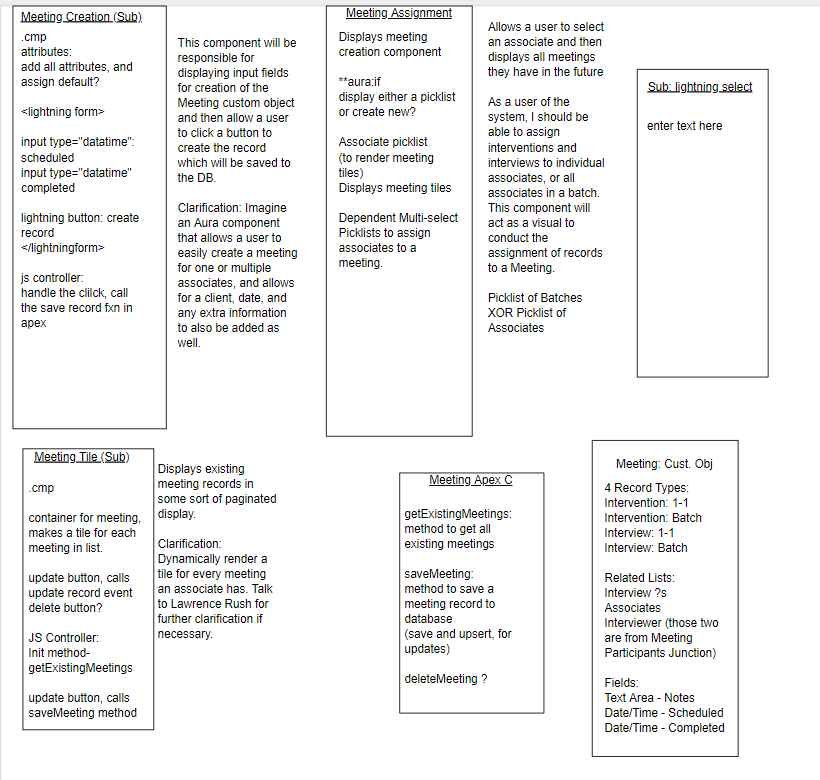 Meeting Creation (Sub)
.cmp
attributes:
add all attributes, and
assign default?
<lightning form>
input type="datatime":
scheduled
input type="datatime"
completed
lightning button: create
record
</lightningform>
js controller:
handle the clilck, call
the save record fxn in
apex
This component will be
responsible for
displaying input fields
for creation of the
Meeting custom object
and then allow a user
to click a button to
create the record
which will be saved to
the DB.
Clarification: Imagine
an Aura component
that allows a user to
easily create a meeting
for one or multiple
associates, and allows
for a client, date, and
any extra information
to also be added as
well.
Meeting Assignment
Displays meeting
creation component
**aura:if
display either a picklist
or create new?
Associate picklist
(to render meeting
tiles)
Displays meeting tiles
Dependent Multi-select
Picklists to assign
associates to a
meeting.
Allows a user to select
an associate and then
displays all meetings
they have in the future
As a user of the
system, I should be
able to assign
interventions and
interviews to individual
associates, or all
associates in a batch.
This component will
act as a visual to
conduct the
assignment of records
to a Meeting.
Picklist of Batches
XOR Picklist of
Associates
Sub: lightning select
enter text here
Meeting Tile (Sub)
.cmp
container for meeting,
makes a tile for each
meeting in list.
update button, calls
update record event
delete button?
JS Controller:
Init method-
getExistingMeetings
update button, calls
saveMeeting method
Displays existing
meeting records in
some sort of paginated
display.
Clarification:
Dynamically render a
tile for every meeting
an associate has. Talk
to Lawrence Rush for
further clarification if
necessary.
Meeting Apex C
getExistingMeetings:
method to get all
existing meetings
saveMeeting:
method to save a
meeting record to
database
(save and upsert, for
updates)
deleteMeeting ?
Meeting: Cust. Obj
4 Record Types:
Intervention: 1-1
Intervention: Batch
Interview: 1-1
Interview: Batch
Related Lists:
Interview ?s
Associates
Interviewer (those two
are from Meeting
Participants Junction)
Fields:
Text Area - Notes
Date/Time - Scheduled
Date/Time - Completed